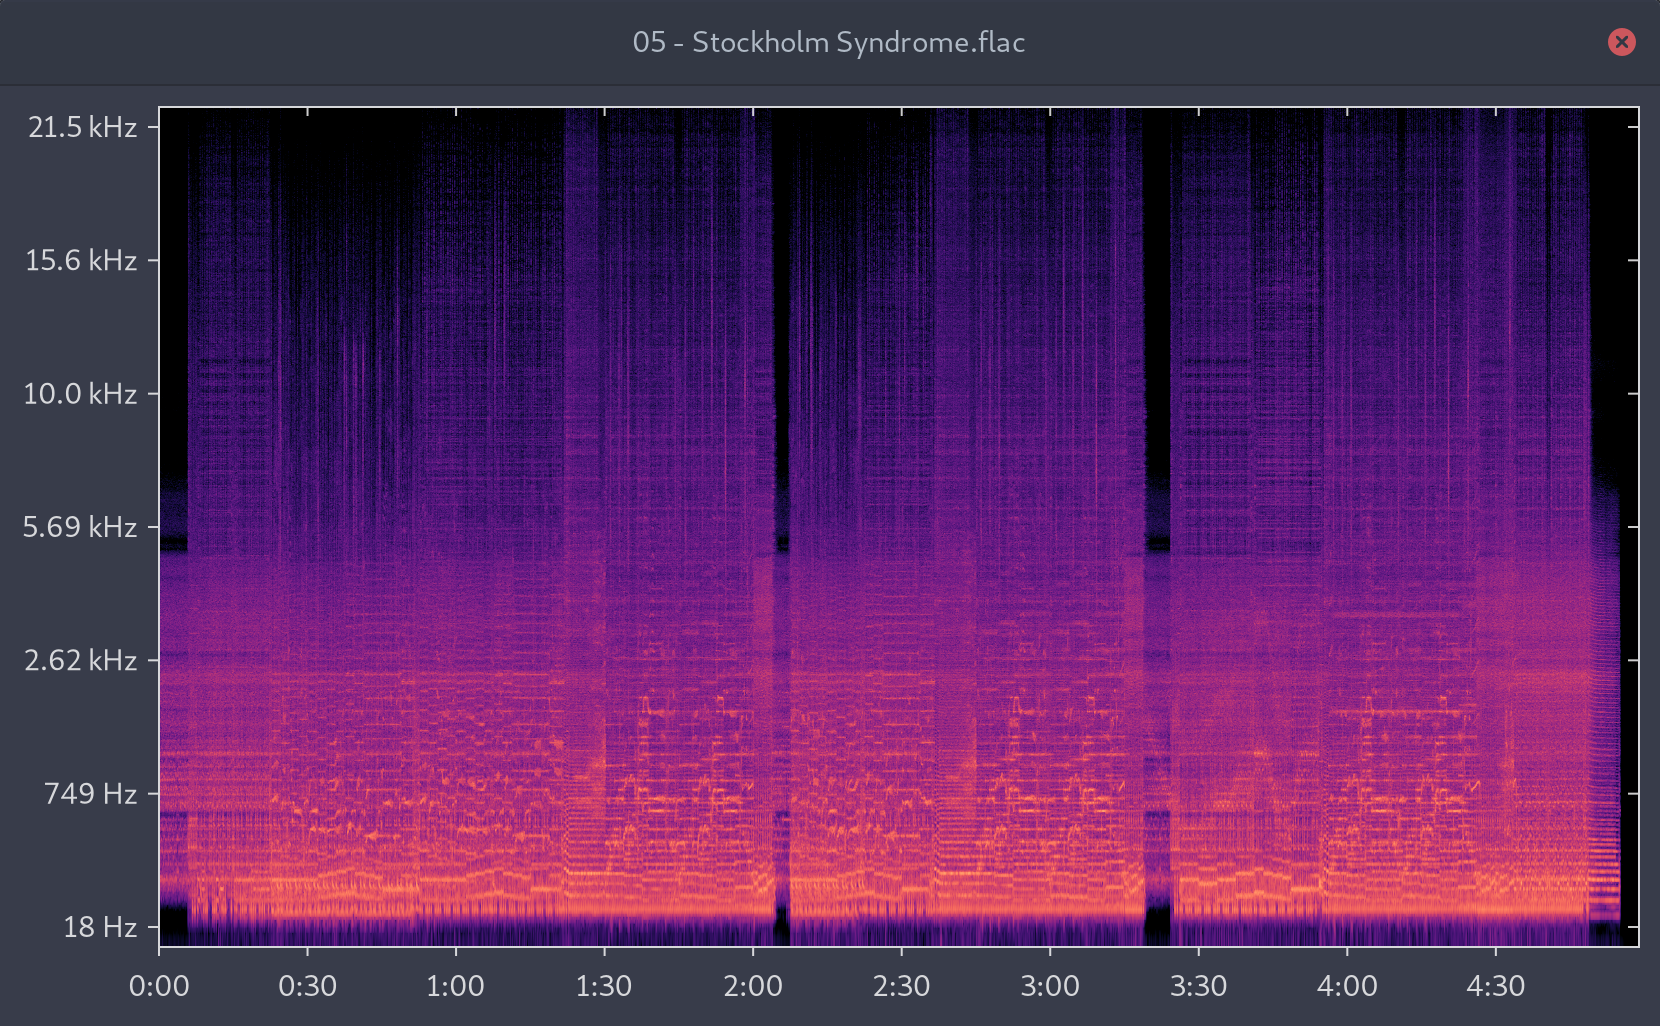 05 - Stockholm Syndrome.flac
21.5 kHz
15.6 kHz
10.0 kHz
5.69 kHz
2.62 kHz
749 Hz
18 Hz
0:00 0:30 1:00 1:30 2:00 2:30 3:00 3:30 4:00 4:30